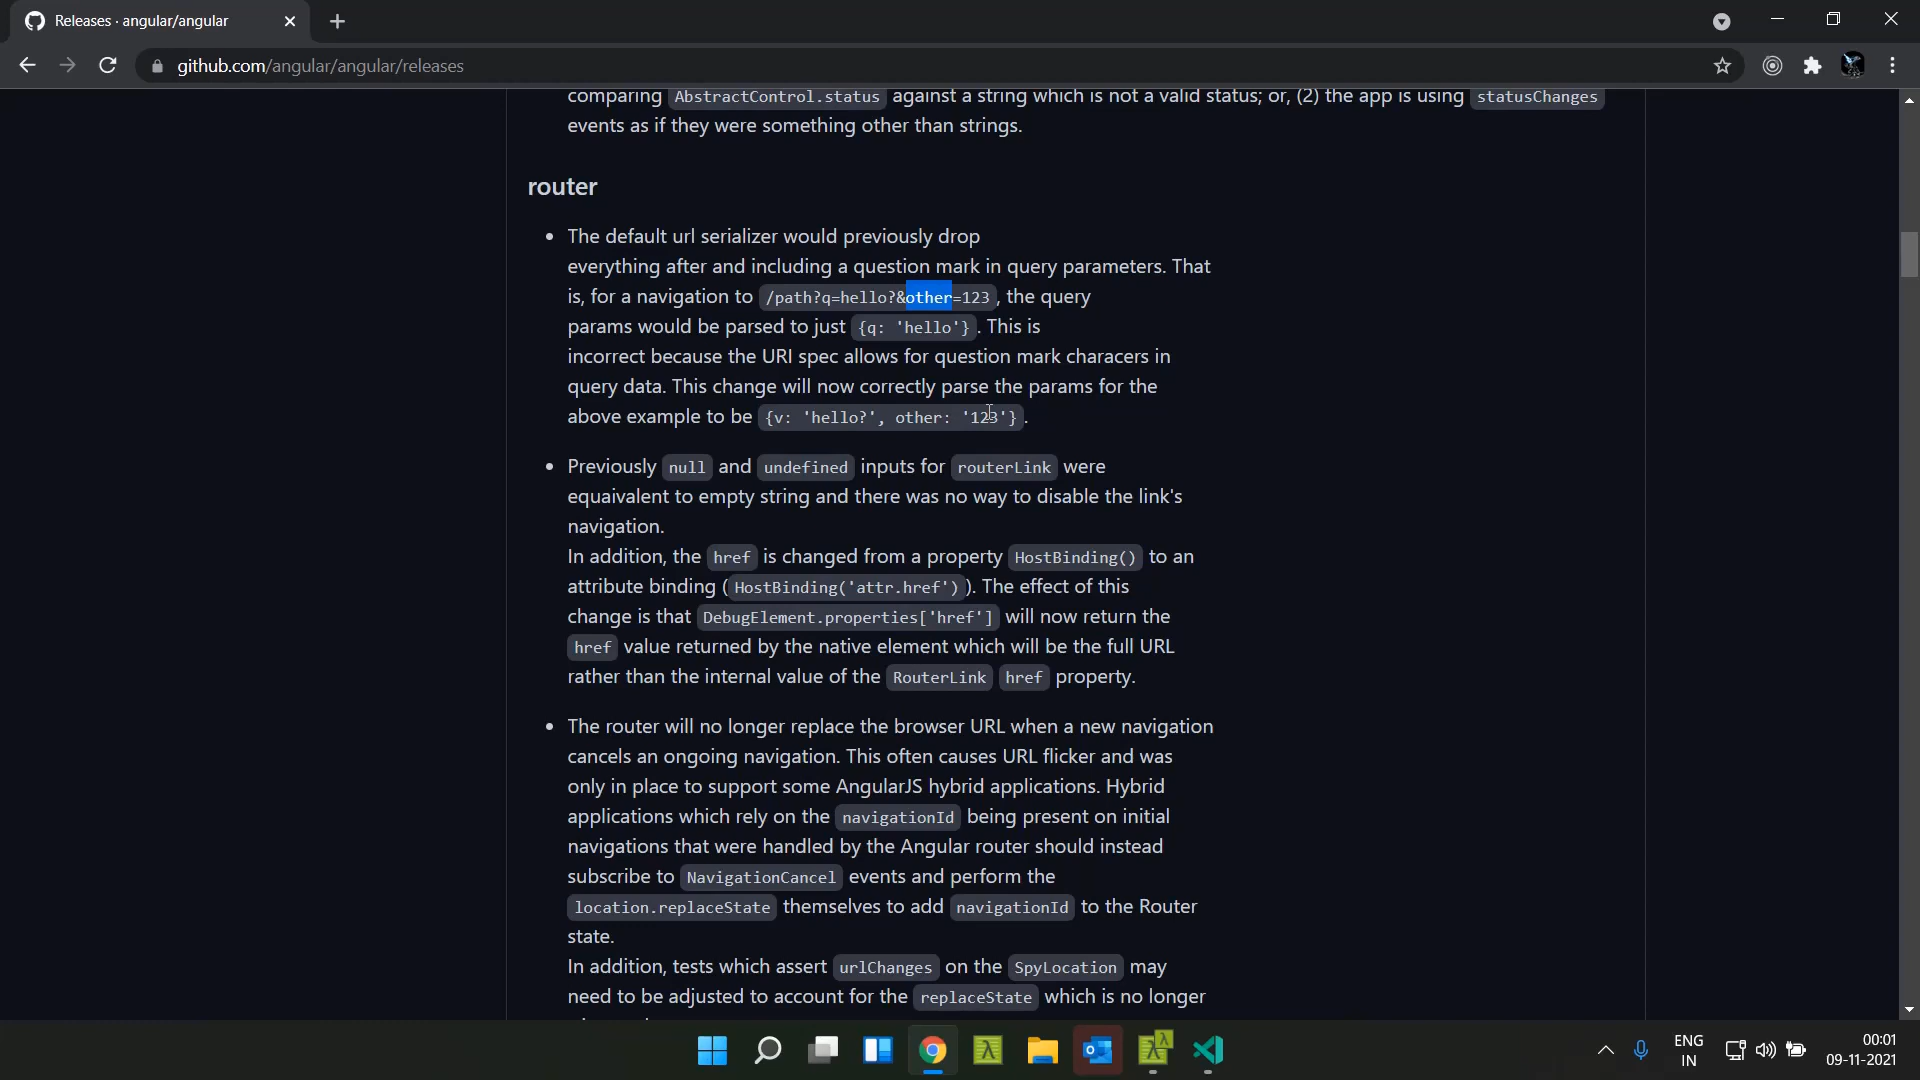 Releases · angular/angular
github.com/angular/angular/releases
comparing AbstractControl.status against a string which is not a valid status; or, (2) the app is using statusChanges
events as if they were something other than strings.
router
The default url serializer would previously drop
everything after and including a question mark in query parameters. That
is, for a navigation to /path?q=hello?&other=123, the query
params would be parsed to just {q: 'hello'}. This is
incorrect because the URI spec allows for question mark characers in
query data. This change will now correctly parse the params for the
above example to be {v: 'hello?', other: '123'}.
Previously null and undefined inputs for routerLink were
equaivalent to empty string and there was no way to disable the link's
navigation.
In addition, the href is changed from a property HostBinding() to an
attribute binding (HostBinding('attr.href')). The effect of this
change is that DebugElement.properties['href'] will now return the
href value returned by the native element which will be the full URL
rather than the internal value of the RouterLink href property.
The router will no longer replace the browser URL when a new navigation
cancels an ongoing navigation. This often causes URL flicker and was
only in place to support some AngularJS hybrid applications. Hybrid
applications which rely on the navigationId being present on initial
navigations that were handled by the Angular router should instead
subscribe to NavigationCancel events and perform the
location.replaceState themselves to add navigationId to the Router
state.
In addition, tests which assert urlChanges on the SpyLocation may
need to be adjusted to account for the replaceState which is no longer
ENG
IN
00:01
09-11-2021